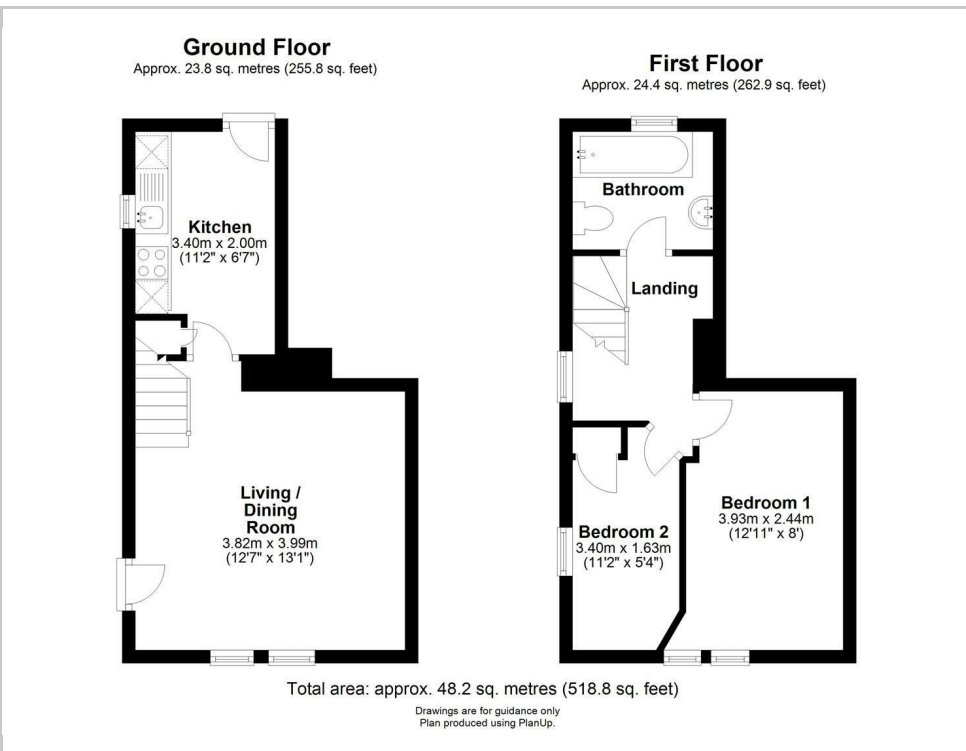 Ground Floor
Approx. 23.8 sq. metres (255.8 sq. feet)
Kitchen
3.40m x 2.00m
(11'2" x 6'7")
Living /
Dining
Room
3.82m x 3.99m
(12'7" x 13'1")
First Floor
Approx. 24.4 sq. metres (262.9 sq. feet)
Bathroom
Landing
Bedroom 1
3.93m x 2.44m
(12'11" x 8')
Bedroom 2
3.40m x 1.63m
(11'2" x 5'4")
Total area: approx. 48.2 sq. metres (518.8 sq. feet)
Drawings are for guidance only
Plan produced using PlanUp.